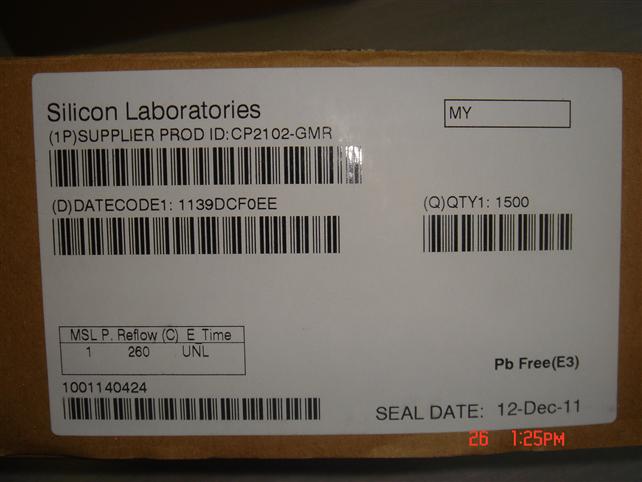 Silicon Laboratories
MY
(1P)SUPPLIER PROD ID:CP2102-GMR
(D)DATECODE1: 1139DCF0EE
(Q)QTY1: 1500
MSL P. Reflow (C) E_Time
1 260 UNL
Pb Free(E3)
1001140424
SEAL DATE: 12-Dec-11
26 1:25PM